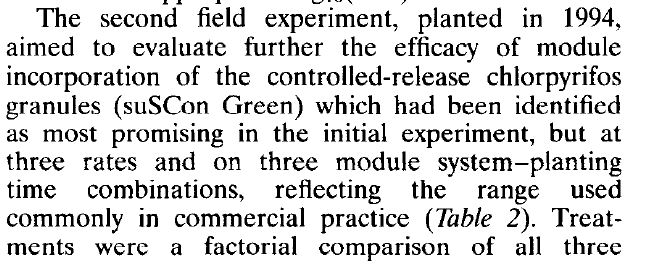 The second field experiment, planted in 1994,
aimed to evaluate further the efficacy of module
incorporation of the controlled-release chlorpyrifos
granules (suSCon Green) which had been identified
as most promising in the initial experiment, but at
three rates and on three module system–planting
time combinations, reflecting the range used
commonly in commercial practice (Table 2). Treat-
ments were a factorial comparison of all three